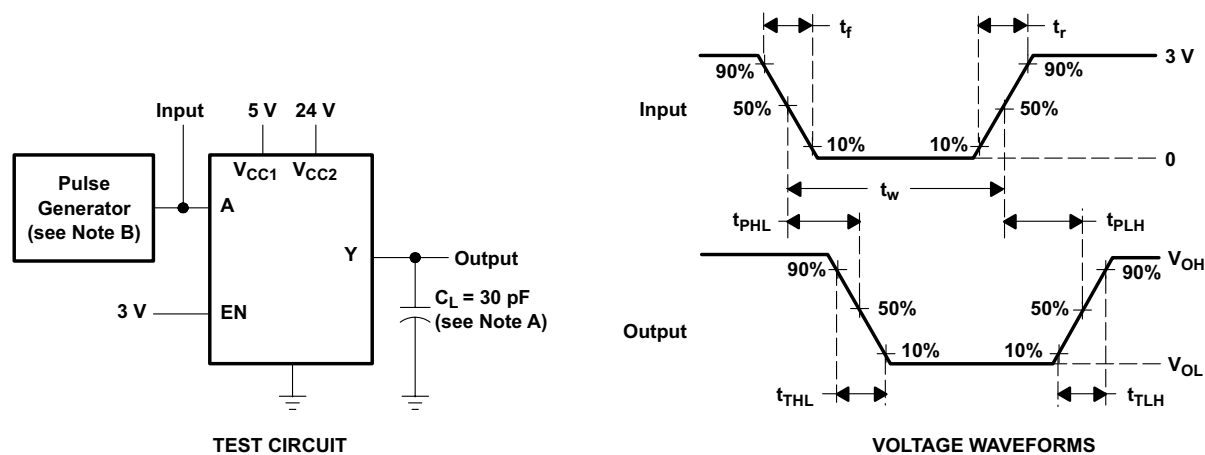 Input
5 V
24 V
Pulse
Generator
(see Note B)
VCC1
VCC2
A
Y
Output
3 V
EN
CL = 30 pF
(see Note A)
TEST CIRCUIT
tf
tr
3 V
90%
90%
Input
50%
50%
10%
10%
0
tw
tPHL
tPLH
VOH
90%
90%
Output
50%
50%
10%
10%
VOL
tTHL
tTLH
VOLTAGE WAVEFORMS